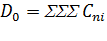 D₀ = ΣΣΣ Cₙᵢ